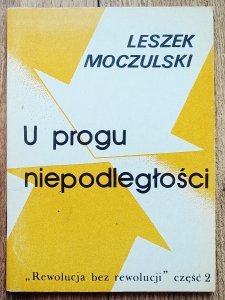 LESZEK
MOCZULSKI
U progu
niepodległości
„Rewolucja bez rewolucji” część 2